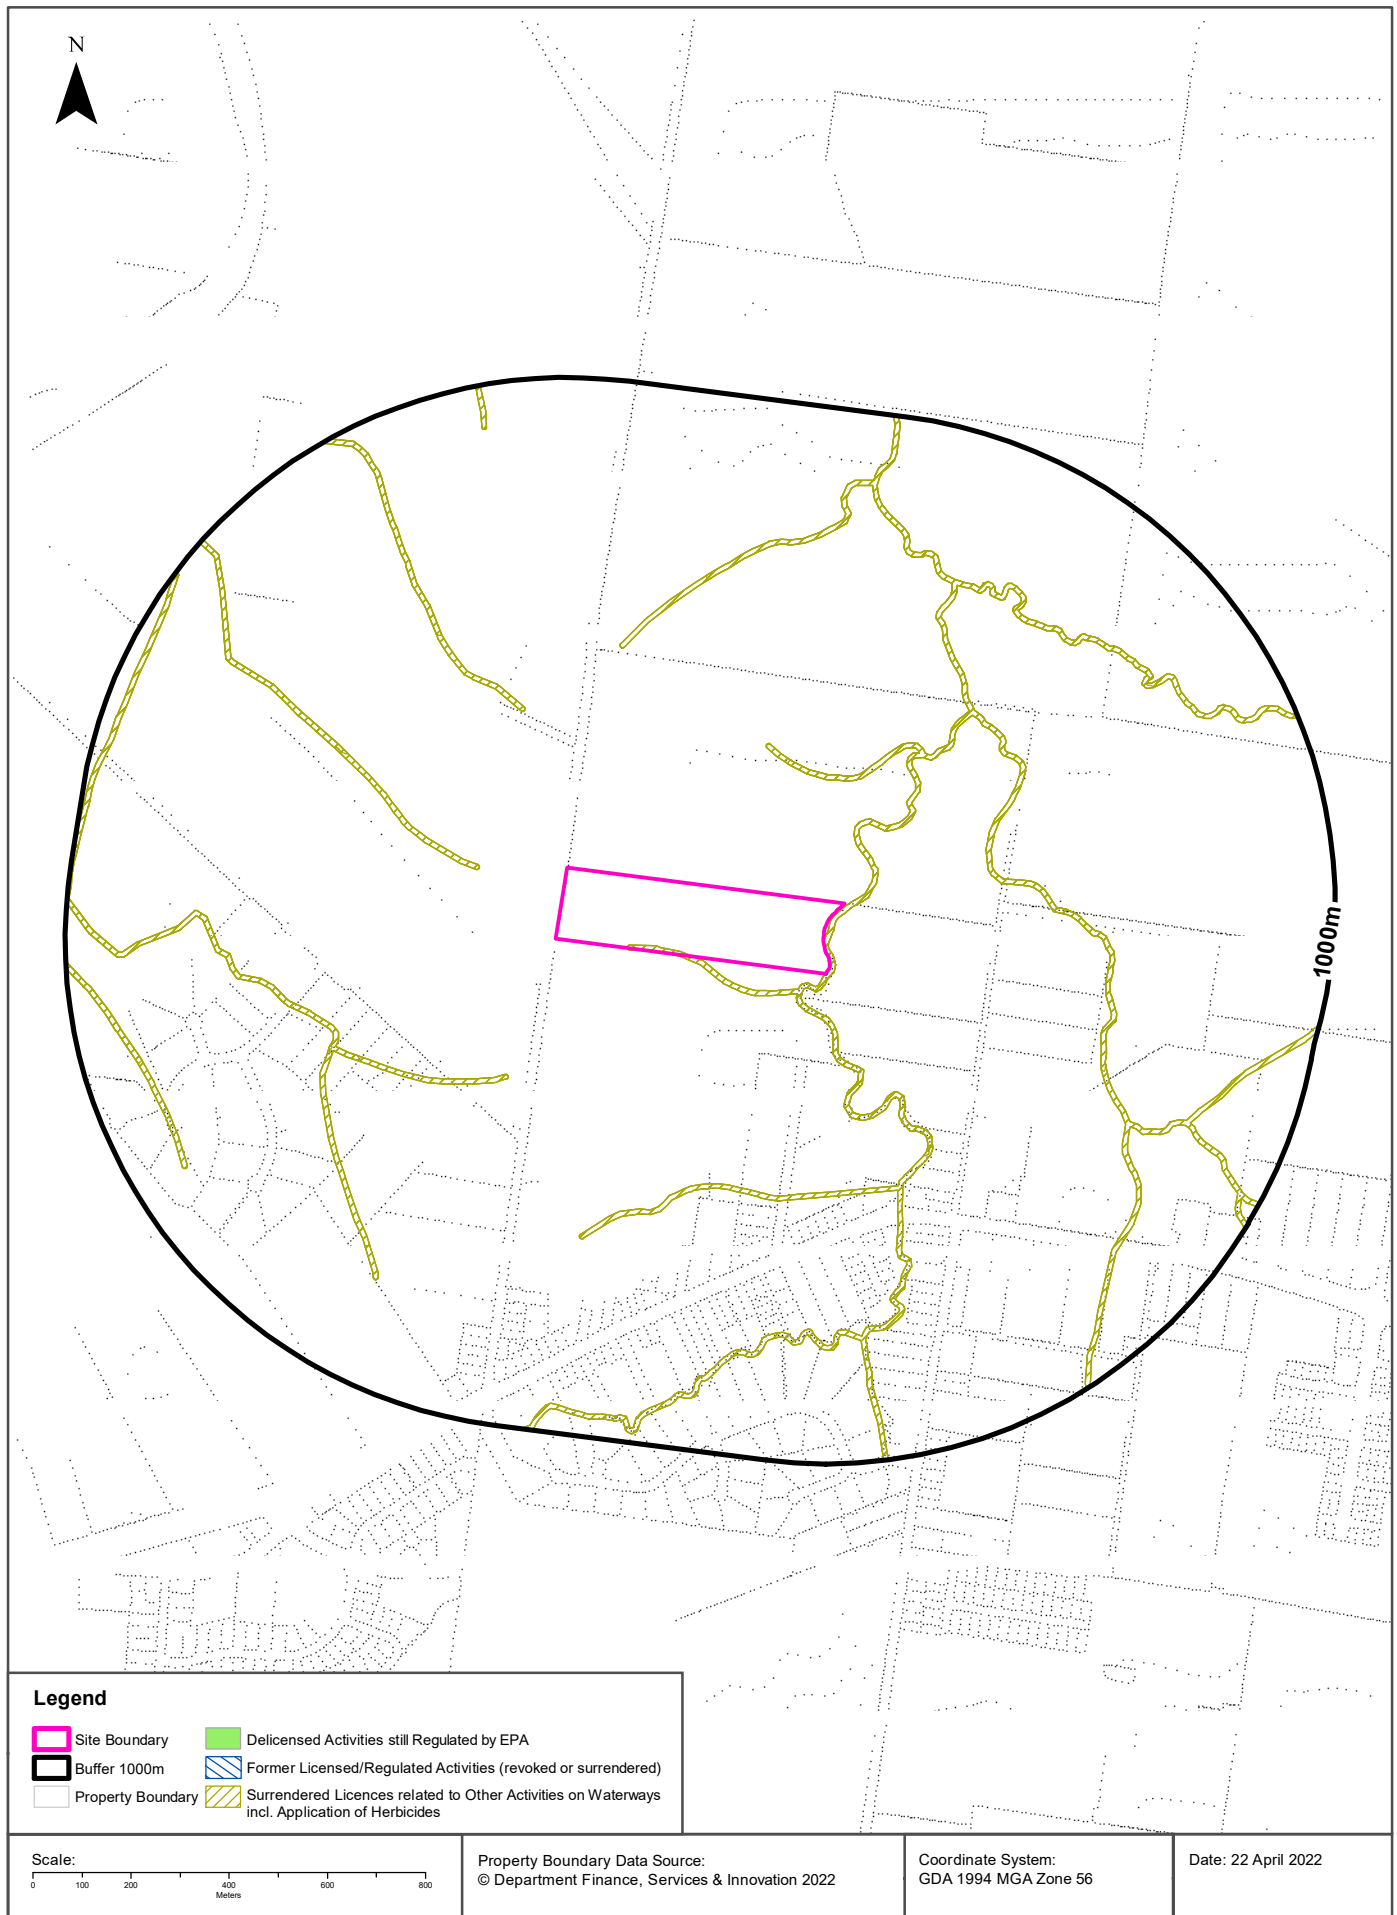 N
1000m
Legend
Site Boundary
Buffer 1000m
Property Boundary
Delicensed Activities still Regulated by EPA
Former Licensed/Regulated Activities (revoked or surrendered)
Surrendered Licences related to Other Activities on Waterways
incl. Application of Herbicides
Scale:
0 100 200 400 600 800
Meters
Property Boundary Data Source:
© Department Finance, Services & Innovation 2022
Coordinate System:
GDA 1994 MGA Zone 56
Date: 22 April 2022